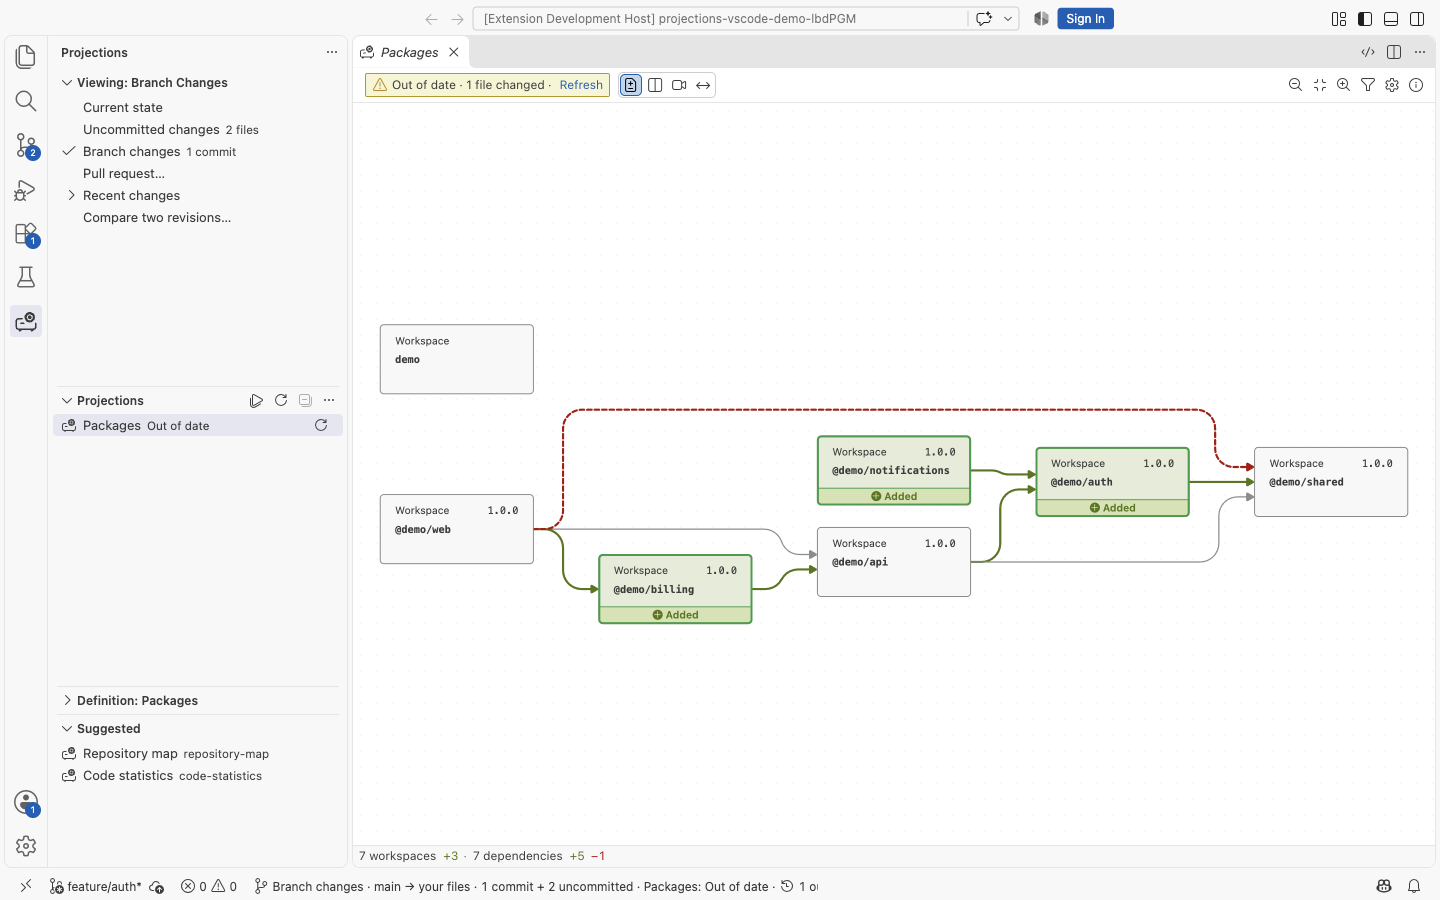 [Extension Development Host] projections-vscode-demo-lbdPGM
Sign In
Projections
Viewing: Branch Changes
Current state
Uncommitted changes 2 files
Branch changes 1 commit
Pull request...
Recent changes
Compare two revisions...
2
1
Projections
Packages Out of date
Definition: Packages
Suggested
Repository map repository-map
Code statistics code-statistics
1
Packages
Out of date · 1 file changed · Refresh
Workspace
demo
Workspace 1.0.0
@demo/web
Workspace 1.0.0
@demo/billing
Added
Workspace 1.0.0
@demo/notifications
Added
Workspace 1.0.0
@demo/api
Workspace 1.0.0
@demo/auth
Added
Workspace 1.0.0
@demo/shared
7 workspaces +3 · 7 dependencies +5 −1
feature/auth* 0 0 Branch changes · main → your files · 1 commit + 2 uncommitted · Packages: Out of date · 1